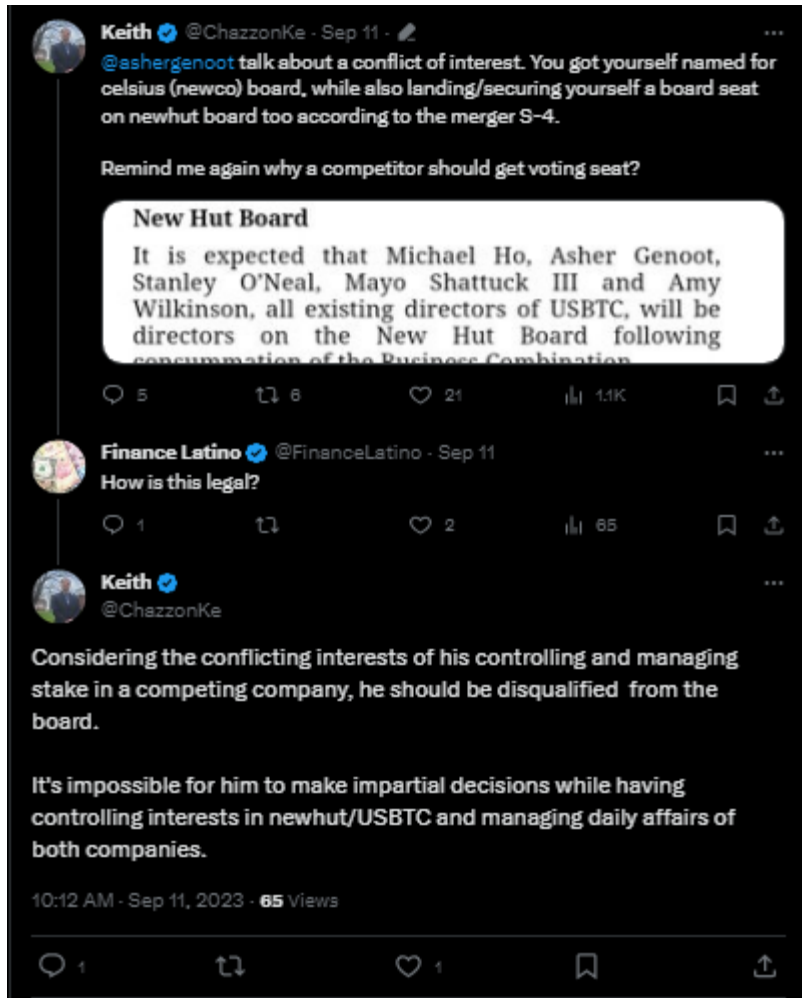 Keith @ChazzonKe · Sep 11 ·
@ashergenoot talk about a conflict of interest. You got yourself named for
celsius (newco) board, while also landing/securing yourself a board seat
on newhut board too according to the merger S-4.
Remind me again why a competitor should get voting seat?
New Hut Board
It is expected that Michael Ho, Asher Genoot,
Stanley O'Neal, Mayo Shattuck III and Amy
Wilkinson, all existing directors of USBTC, will be
directors on the New Hut Board following
consummation of the Business Combination
5 6 21 1.1K
Finance Latino @FinanceLatino · Sep 11
How is this legal?
1 2 65
Keith
@ChazzonKe
Considering the conflicting interests of his controlling and managing
stake in a competing company, he should be disqualified from the
board.
It's impossible for him to make impartial decisions while having
controlling interests in newhut/USBTC and managing daily affairs of
both companies.
10:12 AM · Sep 11, 2023 · 65 Views
1 1